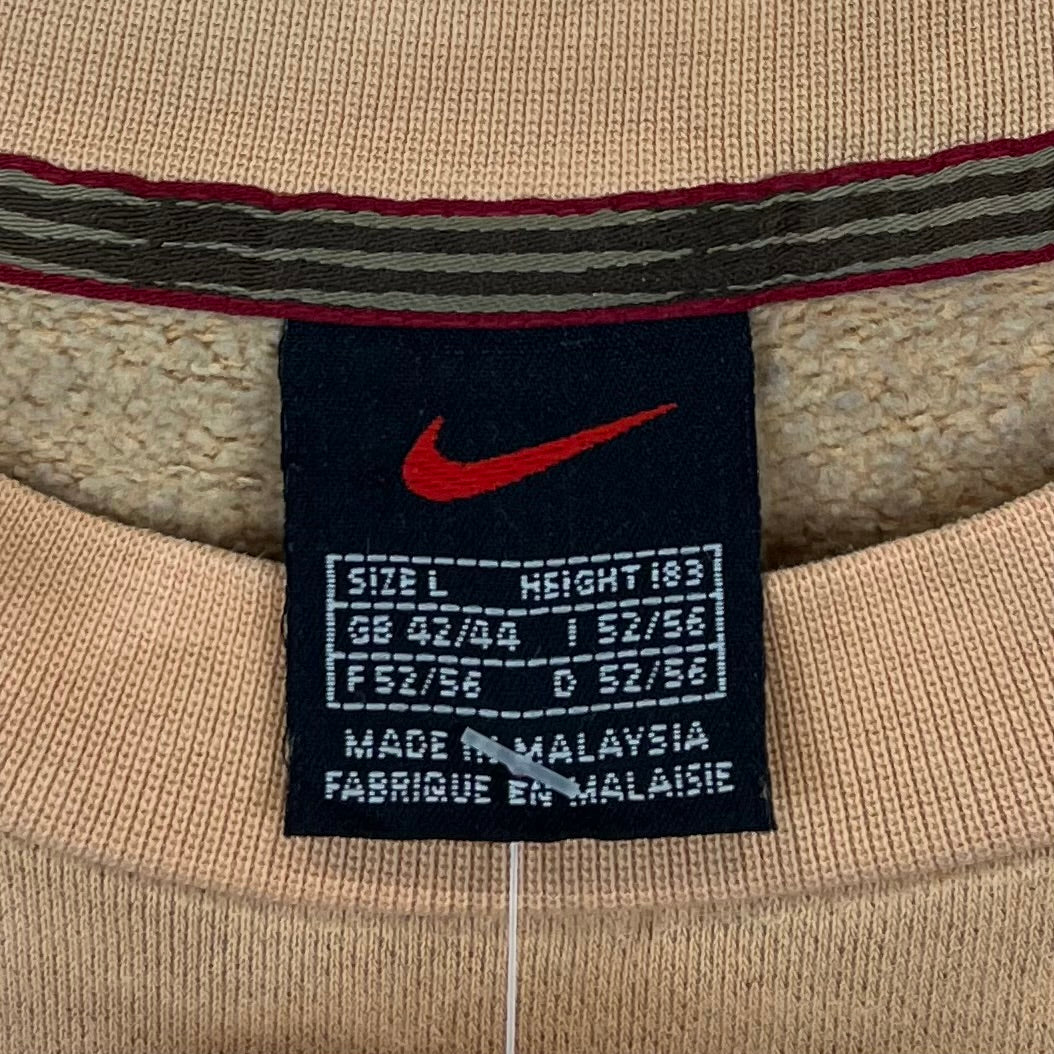 SIZE L HEIGHT 183
GB 42/44 I 52/56
F 52/56 D 52/56
MADE IN MALAYSIA
FABRIQUE EN MALAISIE